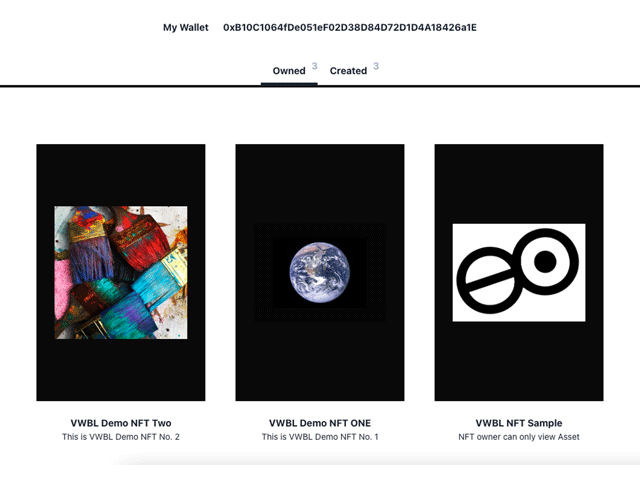 My Wallet 0xB10C1064fDe051eF02D38D84D72D1D4A18426a1E
Owned 3 Created 3
VWBL Demo NFT Two
This is VWBL Demo NFT No. 2
VWBL Demo NFT ONE
This is VWBL Demo NFT No. 1
VWBL NFT Sample
NFT owner can only view Asset